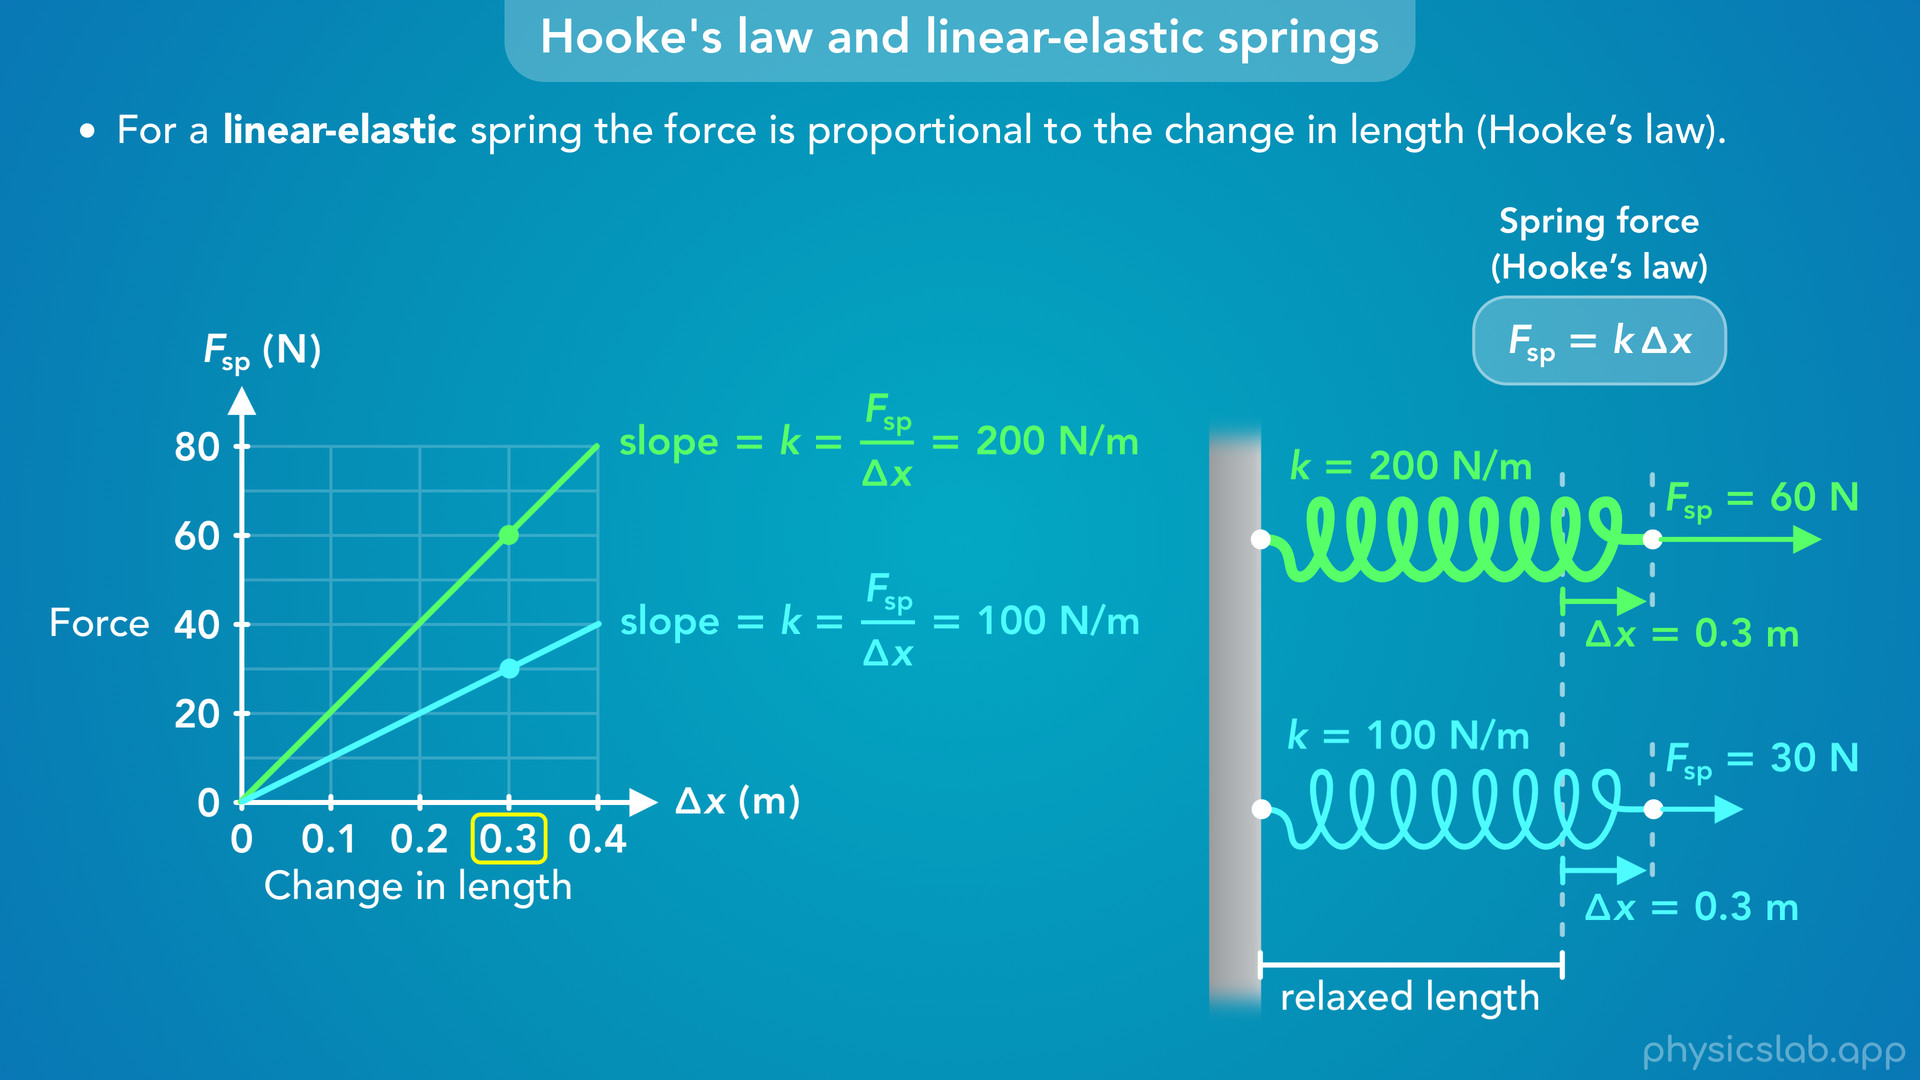 Hooke's law and linear-elastic springs
• For a linear-elastic spring the force is proportional to the change in length (Hooke’s law).
Spring force
(Hooke’s law)
Fsp = k Δx
Fsp (N)
80
60
40
20
0
Force
0 0.1 0.2 0.3 0.4
Δx (m)
Change in length
slope = k = Fsp/Δx = 200 N/m
slope = k = Fsp/Δx = 100 N/m
k = 200 N/m
Fsp = 60 N
Δx = 0.3 m
k = 100 N/m
Fsp = 30 N
Δx = 0.3 m
relaxed length
physicslab.app